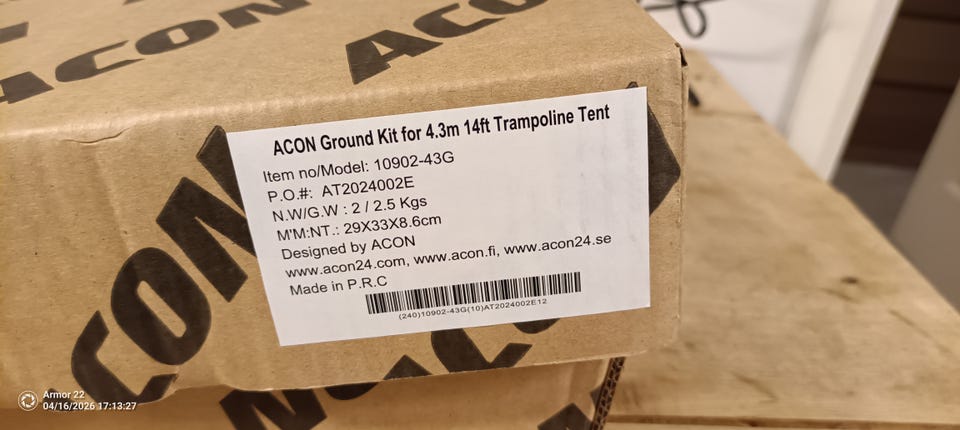 ACON
ACON
ACON Ground Kit for 4.3m 14ft Trampoline Tent
Item no/Model: 10902-43G
P.O.#: AT2024002E
N.W/G.W : 2 / 2.5 Kgs
M'M:NT.: 29X33X8.6cm
Designed by ACON
www.acon24.com, www.acon.fi, www.acon24.se
Made in P.R.C
(240)10902-43G(10)AT2024002E12
ACON
Armor 22
04/16/2026 17:13:27